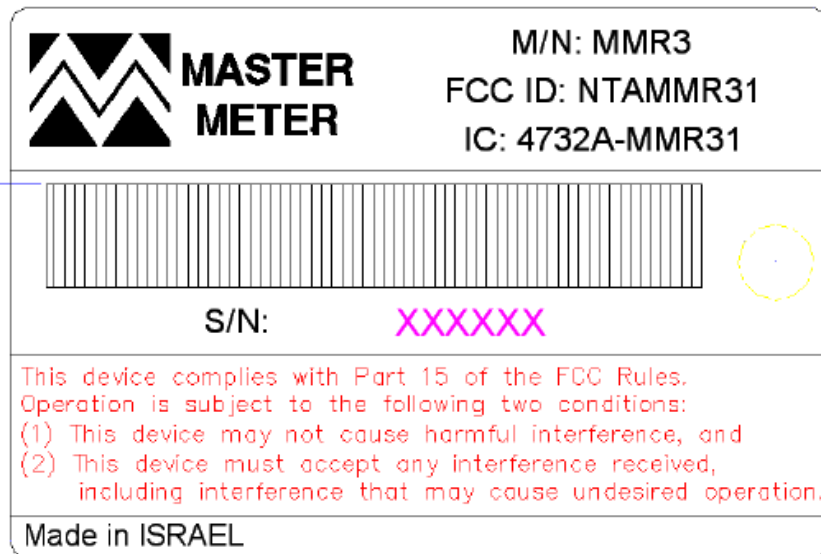 MASTER
METER
M/N: MMR3
FCC ID: NTAMMR31
IC: 4732A-MMR31
S/N: XXXXXX
This device complies with Part 15 of the FCC Rules.
Operation is subject to the following two conditions:
(1) This device may not cause harmful interference, and
(2) This device must accept any interference received,
including interference that may cause undesired operation.
Made in ISRAEL